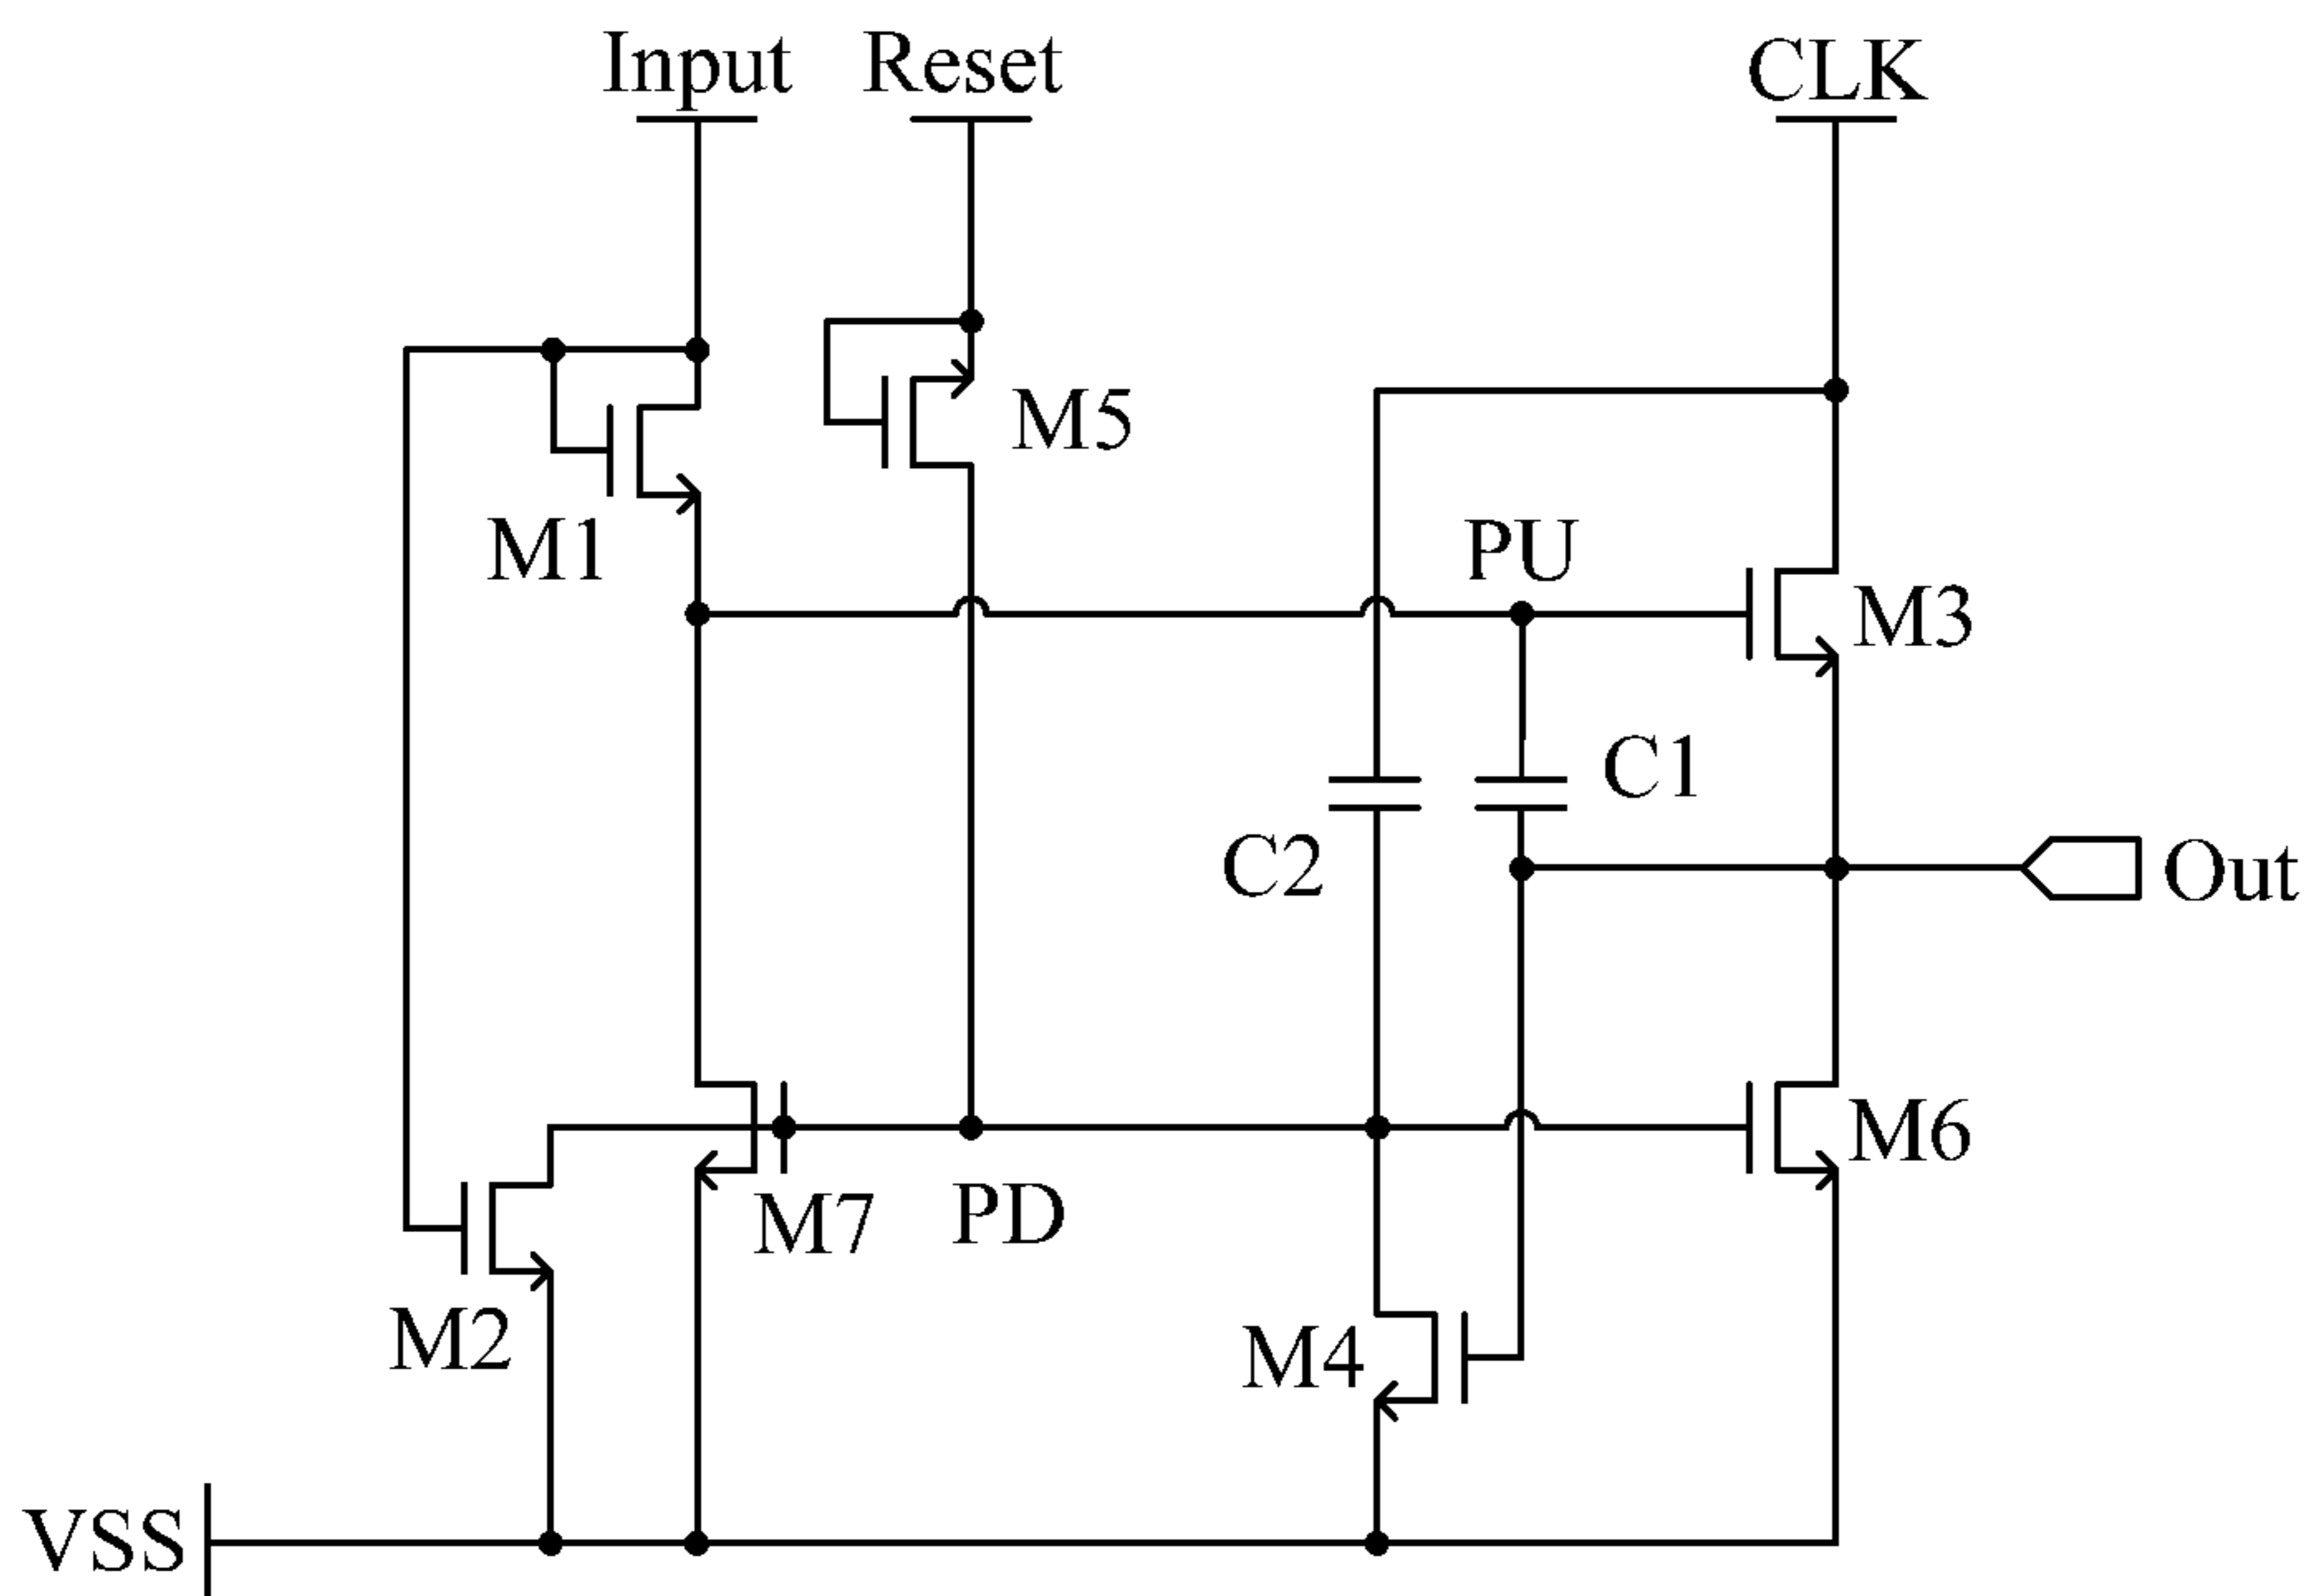 Input Reset CLK
M5
M1
PU
M3
C1
C2
Out
M6
M7 PD
M2
M4
VSS